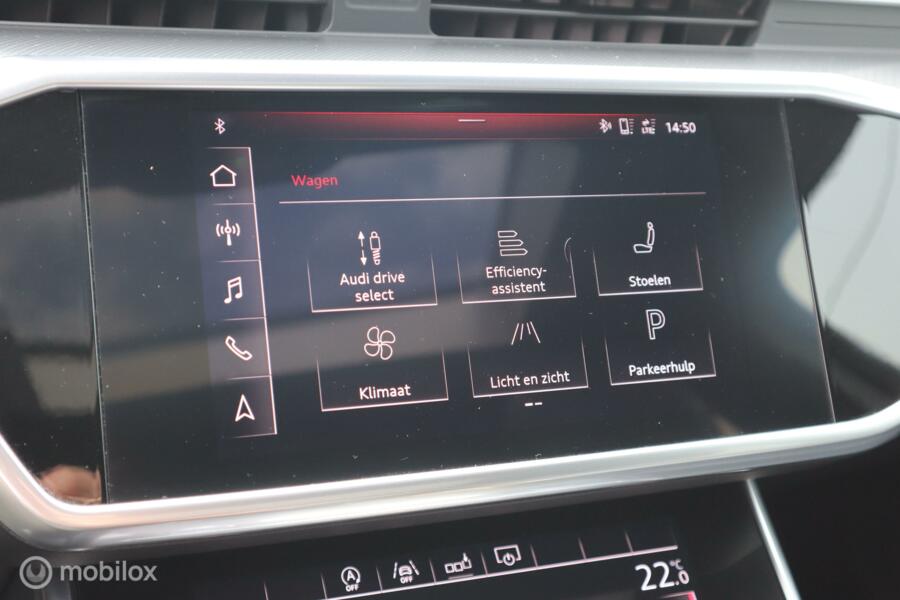 14:50
Wagen
Audi drive
select
Efficiency-
assistent
Stoelen
Klimaat
Licht en zicht
P
Parkeerhulp
A
OFF
OFF
22.0
°C
mobilox